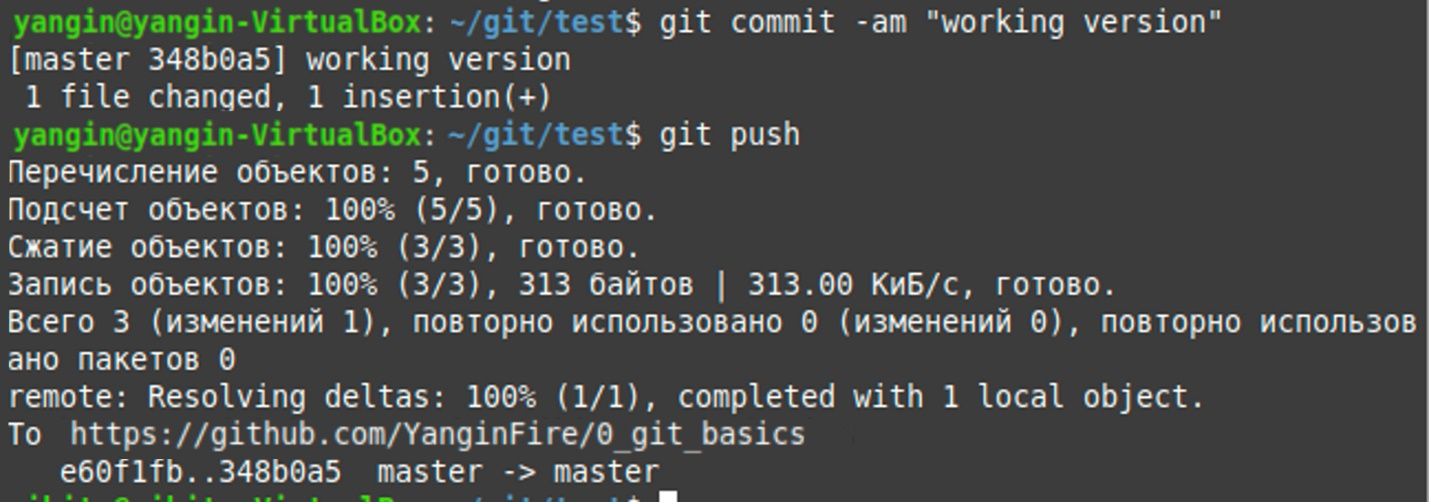 yangin@yangin-VirtualBox: ~/git/test$ git commit -am "working version"
[master 348b0a5] working version
 1 file changed, 1 insertion(+)
yangin@yangin-VirtualBox: ~/git/test$ git push
Перечисление объектов: 5, готово.
Подсчет объектов: 100% (5/5), готово.
Сжатие объектов: 100% (3/3), готово.
Запись объектов: 100% (3/3), 313 байтов | 313.00 КиБ/с, готово.
Всего 3 (изменений 1), повторно использовано 0 (изменений 0), повторно использов
ано пакетов 0
remote: Resolving deltas: 100% (1/1), completed with 1 local object.
To https://github.com/YanginFire/0_git_basics
   e60f1fb..348b0a5  master -> master